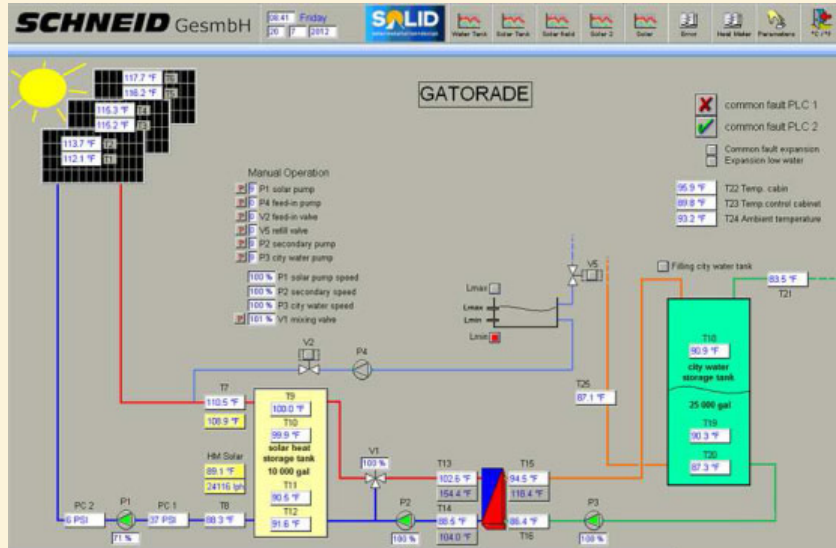 SCHNEID GesmbH
08:41 Friday
20 7 2012
SOLID
Water Tank
Solar Tank
Solar field
Solar 2
Solar
Error
Heat Meter
Parameters
°C /°F
GATORADE
117.7 °F T6
116.2 °F T5
115.3 °F T4
115.2 °F T3
113.7 °F T2
112.1 °F T1
common fault PLC 1
common fault PLC 2
Common fault expansion
Expansion low water
95.9 °F T22 Temp. cabin
89.8 °F T23 Temp control cabinet
93.2 °F T24 Ambient temperature
Manual Operation
P1 solar pump
P4 feed-in pump
V2 feed-in valve
V5 refill valve
P2 secondary pump
P3 city water pump
100 % P1 solar pump speed
100 % P2 secondary speed
100 % P3 city water speed
101 % V1 mixing valve
V5
Filling city water tank
83.5 °F
T21
Lmax
Lmax
Lmin
Lmin
V2
P4
T7
110.5 °F
108.9 °F
HM Solar
89.1 °F
24116 lph
T9
100.0 °F
T10
99.9 °F
solar heat
storage tank
10 000 gal
T11
90.5 °F
T12
91.6 °F
T25
87.1 °F
T18
90.9 °F
city water
storage tank
25 000 gal
T19
90.3 °F
T20
87.3 °F
V1
100 %
T13
102.6 °F
154.4 °F
T15
94.5 °F
118.4 °F
PC 2
6 PSI
P1
71 %
PC 1
37 PSI
T8
88.3 °F
P2
100 %
T14
88.6 °F
104.0 °F
86.4 °F
T16
P3
100 %